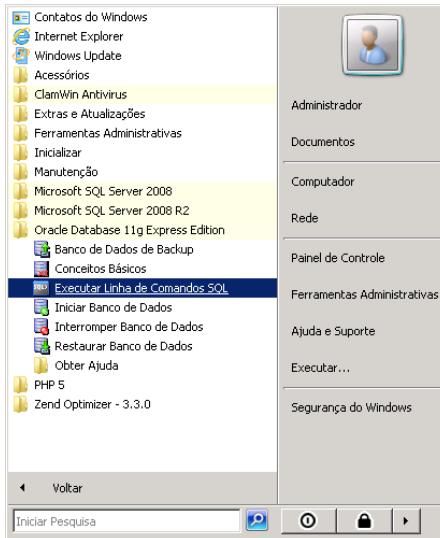 Contatos do Windows
Internet Explorer
Windows Update
Acessórios
ClamWin Antivirus
Extras e Atualizações
Ferramentas Administrativas
Inicializar
Manutenção
Microsoft SQL Server 2008
Microsoft SQL Server 2008 R2
Oracle Database 11g Express Edition
Banco de Dados de Backup
Conceitos Básicos
Executar Linha de Comandos SQL
Iniciar Banco de Dados
Interromper Banco de Dados
Restaurar Banco de Dados
Obter Ajuda
PHP 5
Zend Optimizer - 3.3.0
Voltar
Iniciar Pesquisa
Administrador
Documentos
Computador
Rede
Painel de Controle
Ferramentas Administrativas
Ajuda e Suporte
Executar...
Segurança do Windows